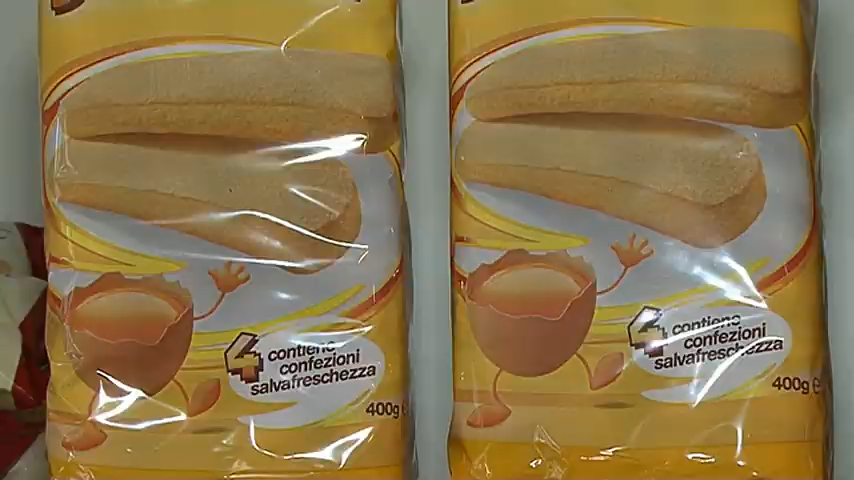 4 contiene
confezioni
salvafreschezza
400g e
4 contiene
confezioni
salvafreschezza
400g e